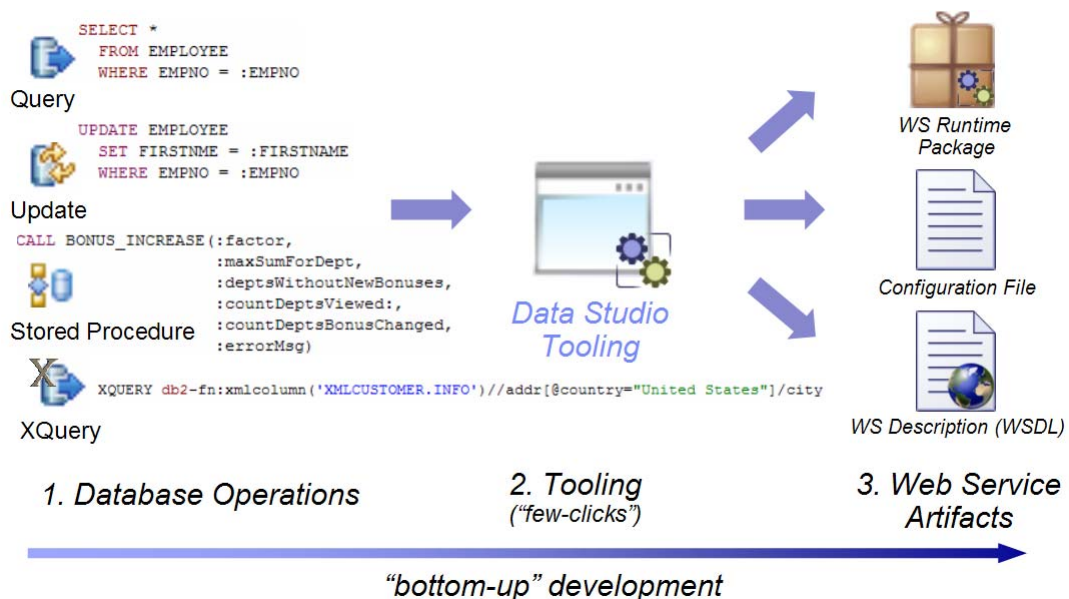 SELECT *
FROM EMPLOYEE
WHERE EMPNO = :EMPNO
Query
UPDATE EMPLOYEE
SET FIRSTNME = :FIRSTNAME
WHERE EMPNO = :EMPNO
Update
CALL BONUS_INCREASE(:factor,
:maxSumForDept,
:deptsWithoutNewBonuses,
:countDeptsViewed:,
:countDeptsBonusChanged,
:errorMsg)
Stored Procedure
X
XQUERY db2-fn:xmlcolumn('XMLCUSTOMER.INFO')//addr[@country="United States"]/city
XQuery
Data Studio
Tooling
WS Runtime
Package
Configuration File
WS Description (WSDL)
1. Database Operations
2. Tooling
(“few-clicks”)
3. Web Service
Artifacts
“bottom-up” development